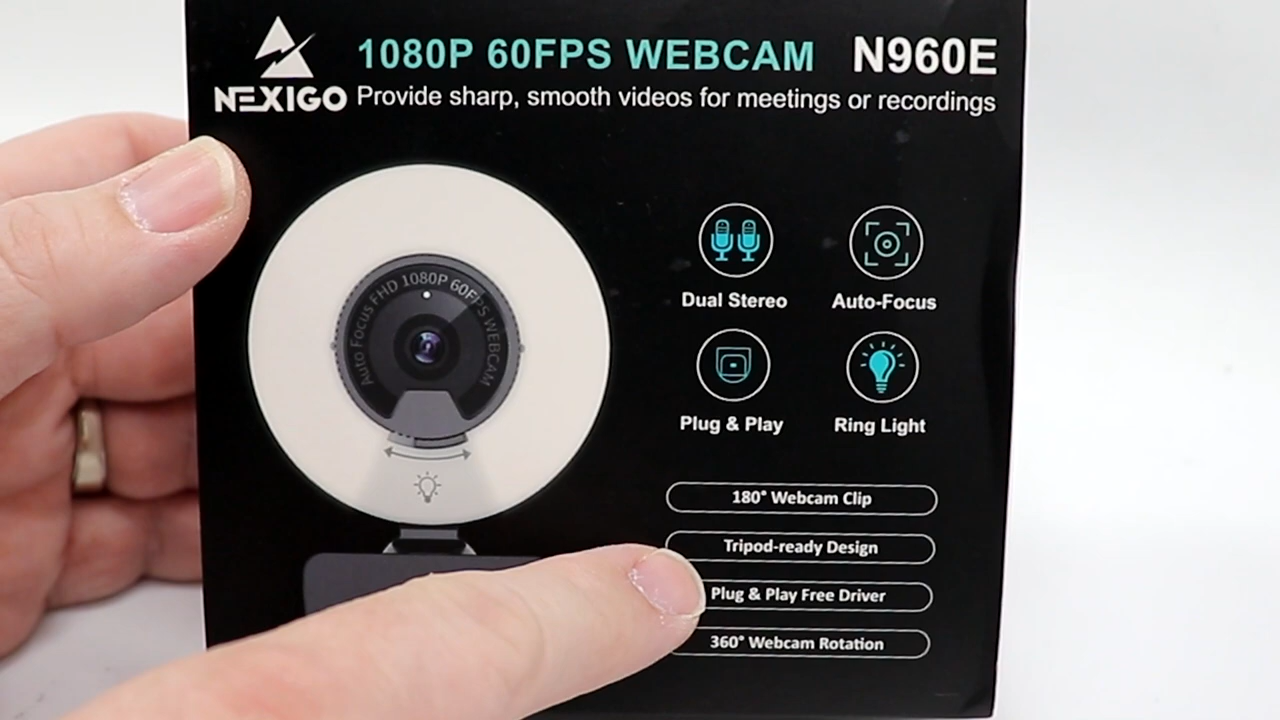 1080P 60FPS WEBCAM N960E
NEXIGO Provide sharp, smooth videos for meetings or recordings
Auto Focus FHD 1080P 60FPS WEBCAM
Dual Stereo
Auto-Focus
Plug & Play
Ring Light
180° Webcam Clip
Tripod-ready Design
Plug & Play Free Driver
360° Webcam Rotation